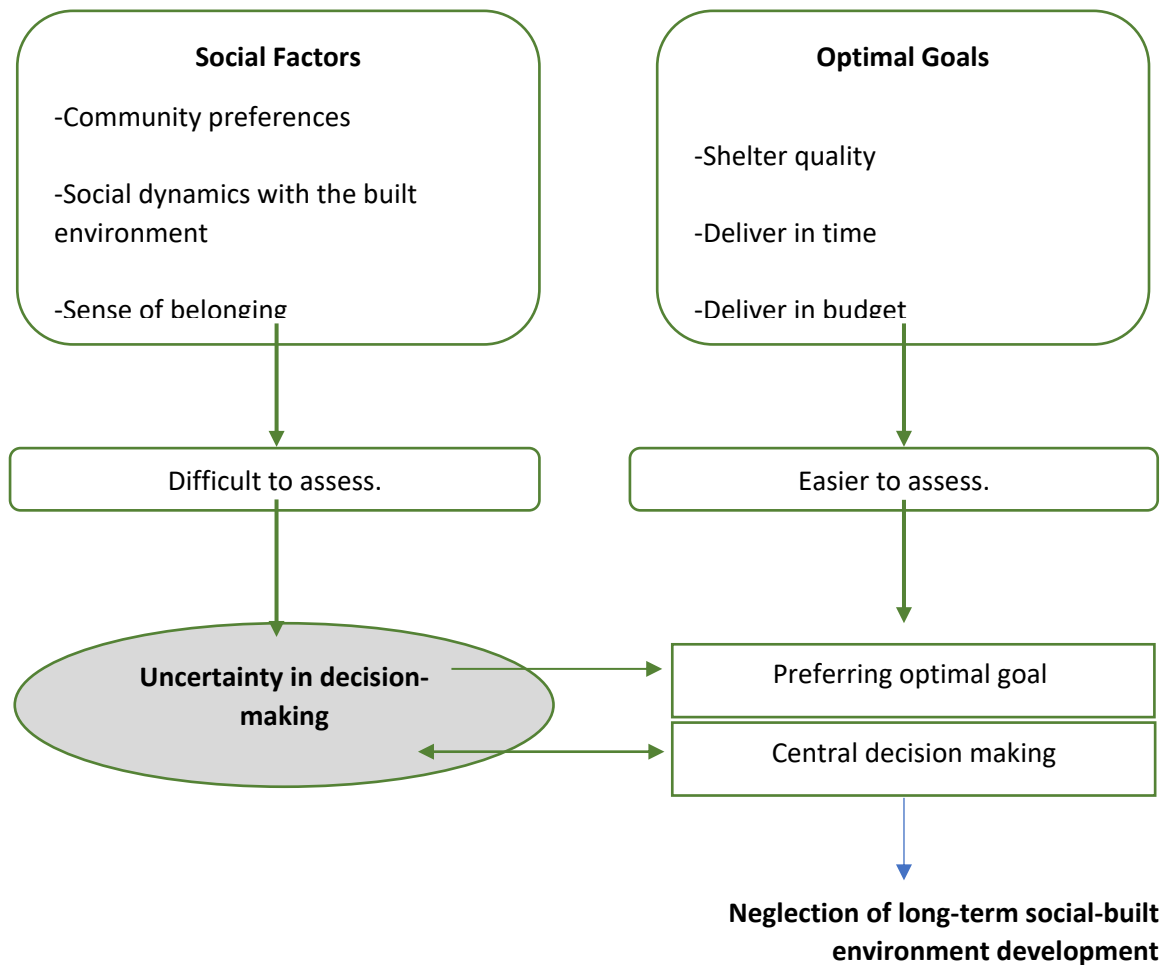 Social Factors
-Community preferences
-Social dynamics with the built
environment
-Sense of belonging
Optimal Goals
-Shelter quality
-Deliver in time
-Deliver in budget
Difficult to assess.
Easier to assess.
Uncertainty in decision-
making
Preferring optimal goal
Central decision making
Neglection of long-term social-built
environment development